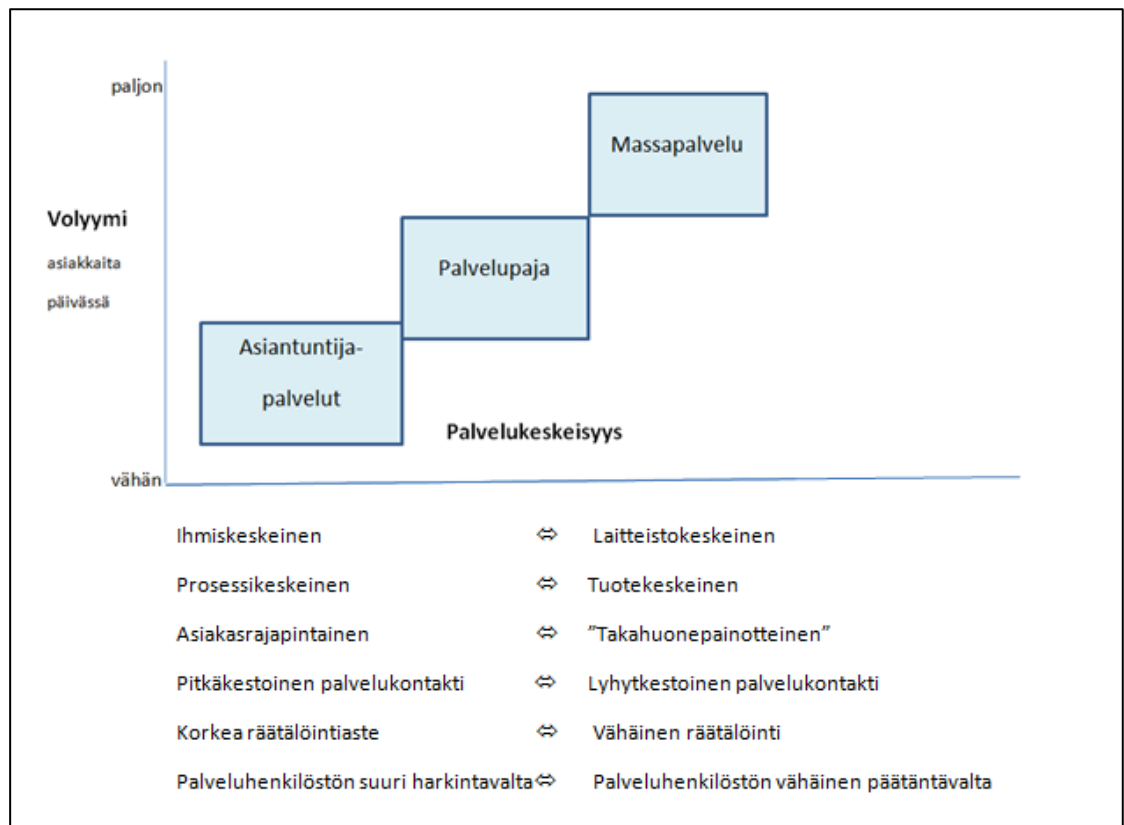 paljon
Massapalvelu
Volyymi
asiakkaita
Palvelupaja
päivässä
Asiantuntija-
palvelut
Palvelukeskeisyys
vähän
Ihmiskeskeinen ⬄ Laitteistokeskeinen
Prosessikeskeinen ⬄ Tuotekeskeinen
Asiakasrajapintainen ⬄ ”Takahuonepainotteinen”
Pitkäkestoinen palvelukontakti ⬄ Lyhytkestoinen palvelukontakti
Korkea räätälöintiaste ⬄ Vähäinen räätälöinti
Palveluhenkilöstön suuri harkintavalta ⬄ Palveluhenkilöstön vähäinen päätäntävalta